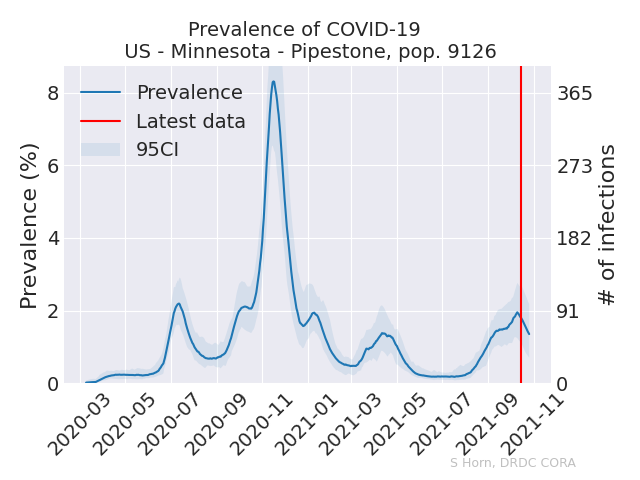 Prevalence of COVID-19
US - Minnesota - Pipestone, pop. 9126
Prevalence
Latest data
95CI
Prevalence (%)
8
6
4
2
0
# of infections
365
273
182
91
0
2020-03
2020-05
2020-07
2020-09
2020-11
2021-01
2021-03
2021-05
2021-07
2021-09
2021-11
S Horn, DRDC CORA